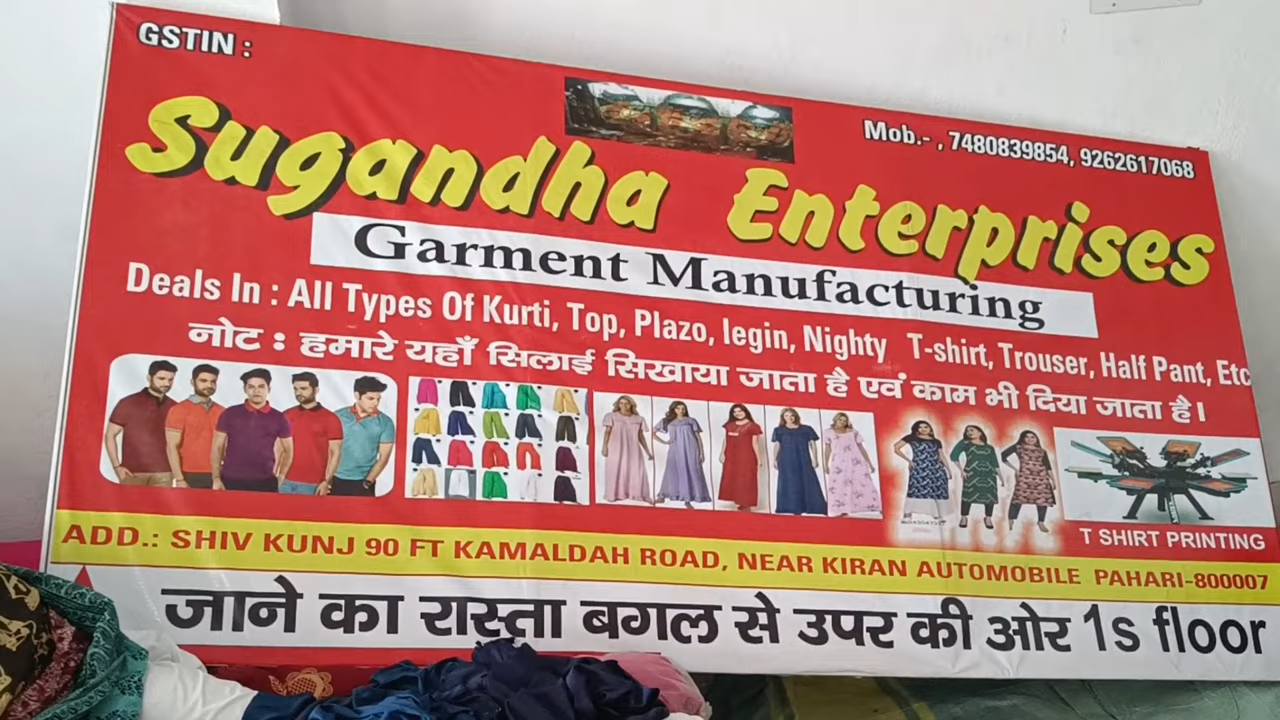 GSTIN :
Mob.- , 7480839854, 9262617068
Sugandha Enterprises
Garment Manufacturing
Deals In : All Types Of Kurti, Top, Plazo, legin, Nighty T-shirt, Trouser, Half Pant, Etc
नोट : हमारे यहाँ सिलाई सिखाया जाता है एवं काम भी दिया जाता है।
T SHIRT PRINTING
ADD.: SHIV KUNJ 90 FT KAMALDAH ROAD, NEAR KIRAN AUTOMOBILE PAHARI-800007
जाने का रास्ता बगल से उपर की ओर 1s floor